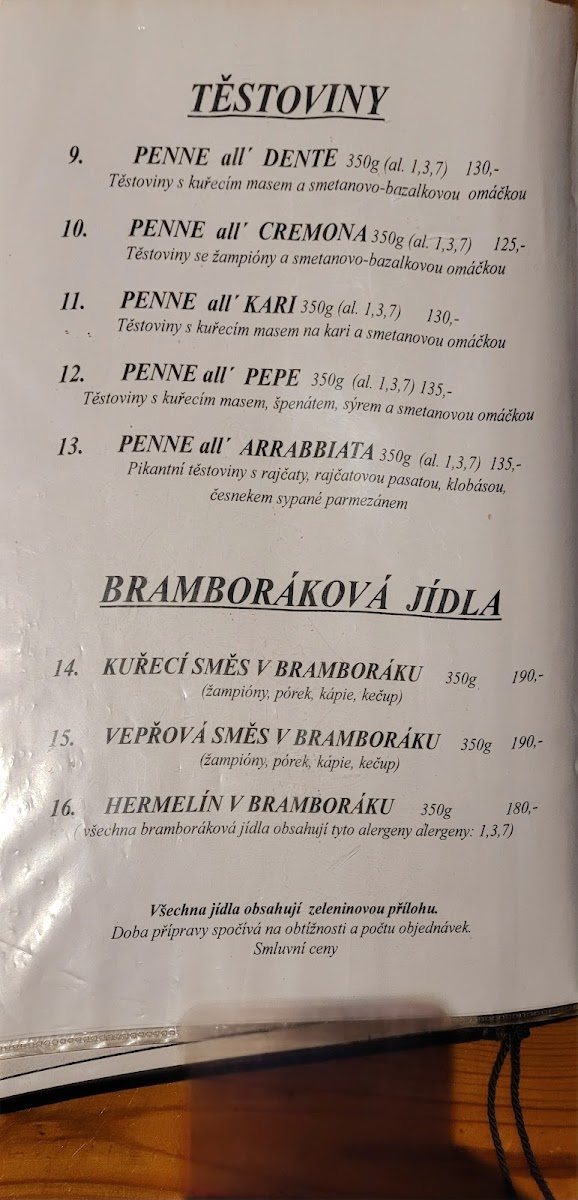 TĚSTOVINY
9. PENNE all´ DENTE 350g (al. 1,3,7) 130,-
Těstoviny s kuřecím masem a smetanovo-bazalkovou omáčkou
10. PENNE all´ CREMONA 350g (al. 1,3,7) 125,-
Těstoviny se žampióny a smetanovo-bazalkovou omáčkou
11. PENNE all´ KARI 350g (al. 1,3,7) 130,-
Těstoviny s kuřecím masem na kari a smetanovou omáčkou
12. PENNE all´ PEPE 350g (al. 1,3,7) 135,-
Těstoviny s kuřecím masem, špenátem, sýrem a smetanovou omáčkou
13. PENNE all´ ARRABBIATA 350g (al. 1,3,7) 135,-
Pikantní těstoviny s rajčaty, rajčatovou pasatou, klobásou,
česnekem sypané parmezánem
BRAMBORÁKOVÁ JÍDLA
14. KUŘECÍ SMĚS V BRAMBORÁKU 350g 190,-
(žampióny, pórek, kápie, kečup)
15. VEPŘOVÁ SMĚS V BRAMBORÁKU 350g 190,-
(žampióny, pórek, kápie, kečup)
16. HERMELÍN V BRAMBORÁKU 350g 180,-
( všechna bramboráková jídla obsahují tyto alergeny alergeny: 1,3,7)
Všechna jídla obsahují zeleninovou přílohu.
Doba přípravy spočívá na obtížnosti a počtu objednávek.
Smluvní ceny